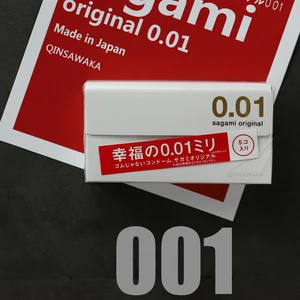 sagami
original 0.01
Made in Japan
QINSAWAKA
0.01
sagami original
幸福の0.01ミリ
ゴムじゃないコンドーム、サガミオリジナル
5コ
入り
QINSAWAKA
001